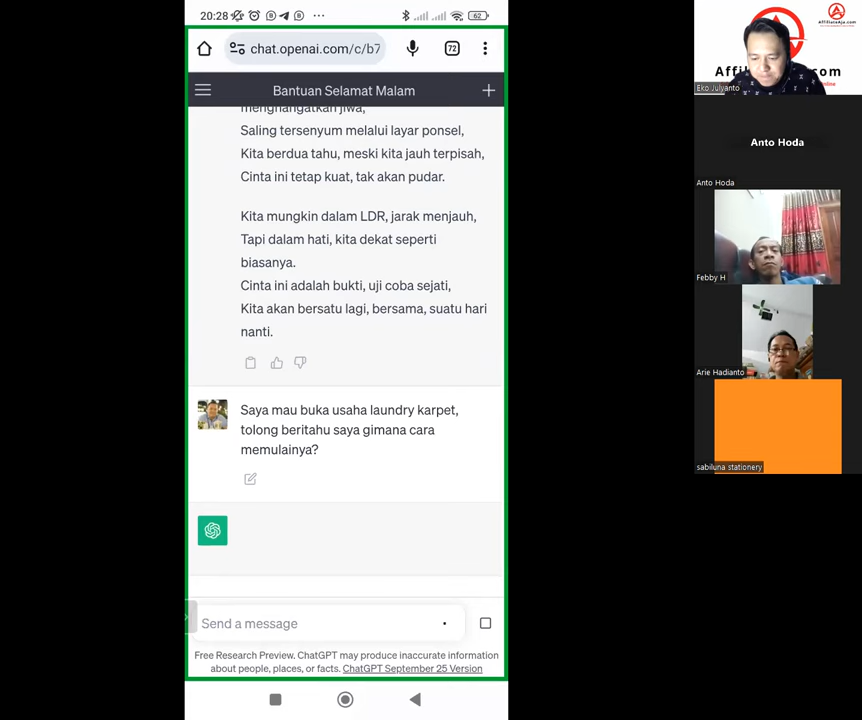 20:28
62
chat.openai.com/c/b7
72
Bantuan Selamat Malam
menghangatkan jiwa,
Saling tersenyum melalui layar ponsel,
Kita berdua tahu, meski kita jauh terpisah,
Cinta ini tetap kuat, tak akan pudar.
Kita mungkin dalam LDR, jarak menjauh,
Tapi dalam hati, kita dekat seperti
biasanya.
Cinta ini adalah bukti, uji coba sejati,
Kita akan bersatu lagi, bersama, suatu hari
nanti.
Saya mau buka usaha laundry karpet,
tolong beritahu saya gimana cara
memulainya?
Send a message
Free Research Preview. ChatGPT may produce inaccurate information
about people, places, or facts. ChatGPT September 25 Version
AffiliateAja.com
Eko Julyanto
Anto Hoda
Anto Hoda
Febby H
Arie Hadianto
sabiluna stationery